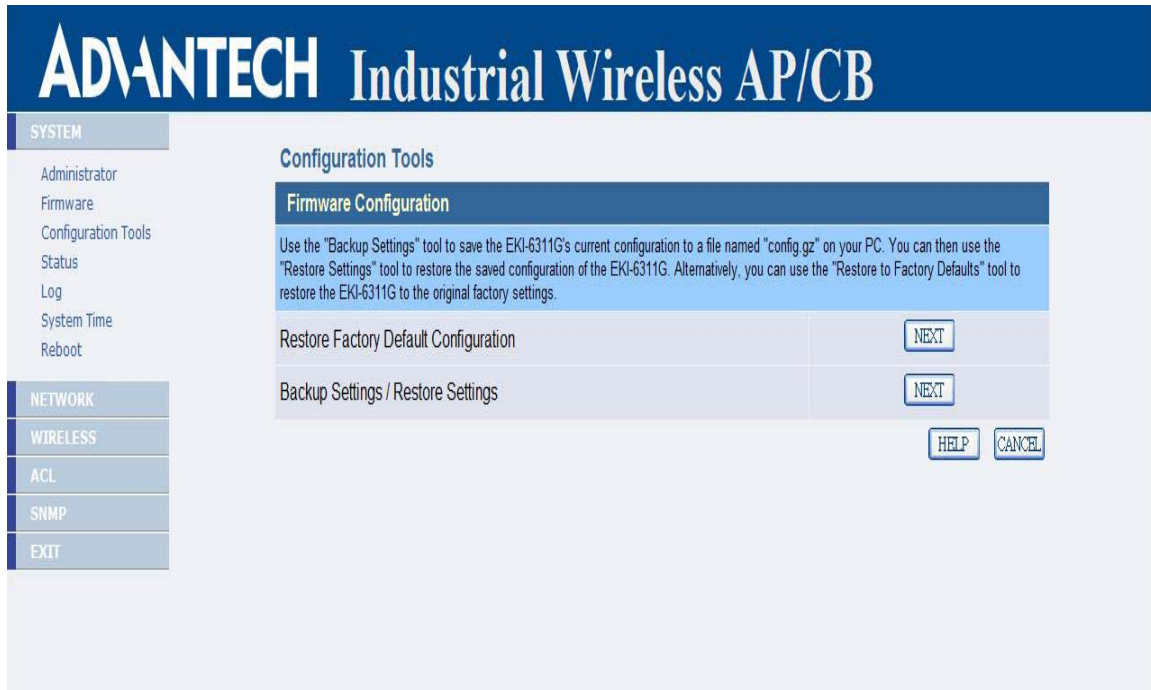 ADVANTECH Industrial Wireless AP/CB
SYSTEM
Administrator
Firmware
Configuration Tools
Status
Log
System Time
Reboot
NETWORK
WIRELESS
ACL
SNMP
EXIT
Configuration Tools
Firmware Configuration
Use the "Backup Settings" tool to save the EKI-6311G's current configuration to a file named "config.gz" on your PC. You can then use the
"Restore Settings" tool to restore the saved configuration of the EKI-6311G. Alternatively, you can use the "Restore to Factory Defaults" tool to
restore the EKI-6311G to the original factory settings.
Restore Factory Default Configuration NEXT
Backup Settings / Restore Settings NEXT
HELP CANCEL